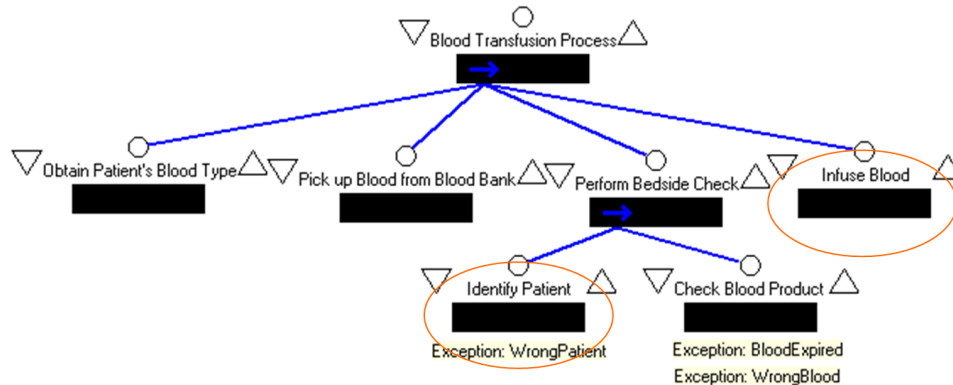 Blood Transfusion Process
Obtain Patient's Blood Type
Pick up Blood from Blood Bank
Perform Bedside Check
Infuse Blood
Identify Patient
Check Blood Product
Exception: WrongPatient
Exception: BloodExpired
Exception: WrongBlood